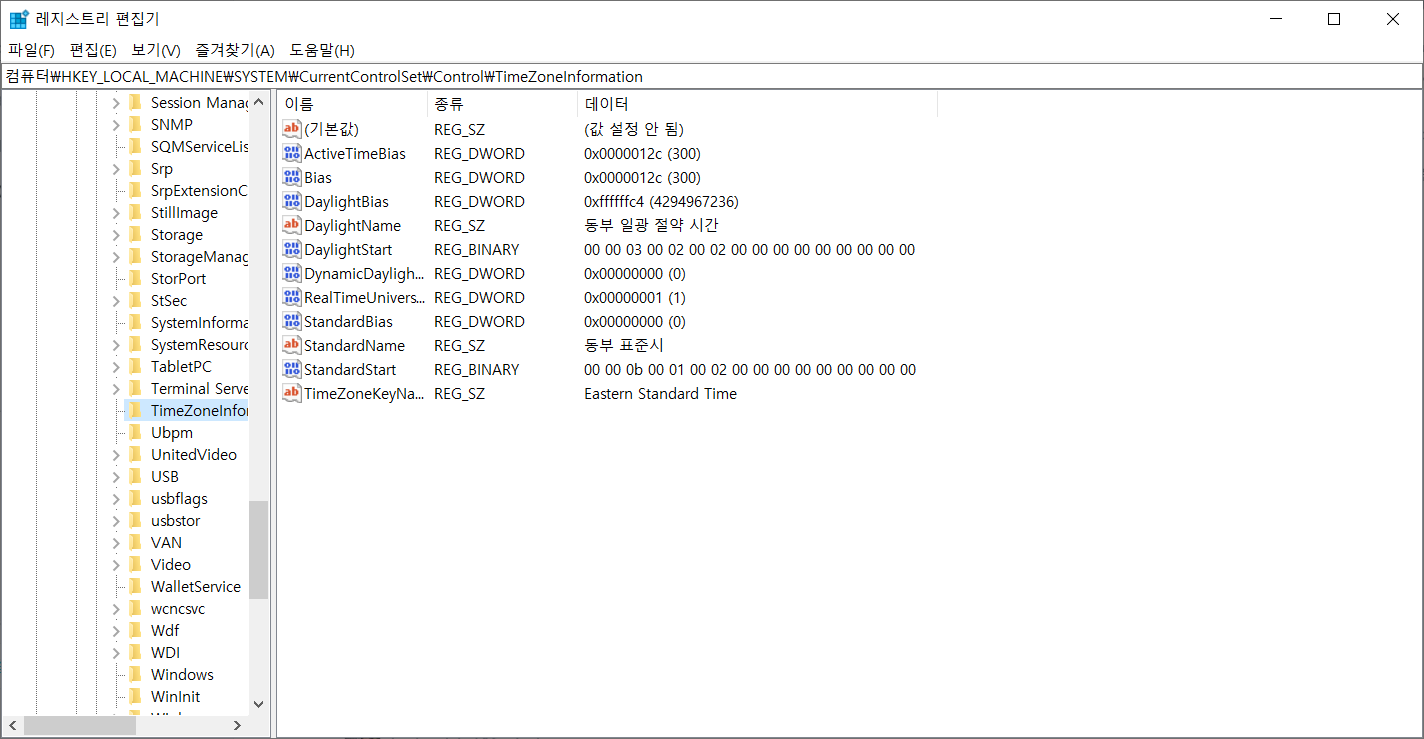 레지스트리 편집기
파일(F) 편집(E) 보기(V) 즐겨찾기(A) 도움말(H)
컴퓨터₩HKEY_LOCAL_MACHINE₩SYSTEM₩CurrentControlSet₩Control₩TimeZoneInformation
Session Manag
SNMP
SQMServiceLis
Srp
SrpExtensionC
StillImage
Storage
StorageManag
StorPort
StSec
SystemInforma
SystemResourc
TabletPC
Terminal Serve
TimeZoneInfor
Ubpm
UnitedVideo
USB
usbflags
usbstor
VAN
Video
WalletService
wcncsvc
Wdf
WDI
Windows
WinInit
이름 종류 데이터
(기본값) REG_SZ (값 설정 안 됨)
ActiveTimeBias REG_DWORD 0x0000012c (300)
Bias REG_DWORD 0x0000012c (300)
DaylightBias REG_DWORD 0xffffffc4 (4294967236)
DaylightName REG_SZ 동부 일광 절약 시간
DaylightStart REG_BINARY 00 00 03 00 02 00 02 00 00 00 00 00 00 00 00 00
DynamicDayligh... REG_DWORD 0x00000000 (0)
RealTimeUnivers... REG_DWORD 0x00000001 (1)
StandardBias REG_DWORD 0x00000000 (0)
StandardName REG_SZ 동부 표준시
StandardStart REG_BINARY 00 00 0b 00 01 00 02 00 00 00 00 00 00 00 00 00
TimeZoneKeyNa... REG_SZ Eastern Standard Time